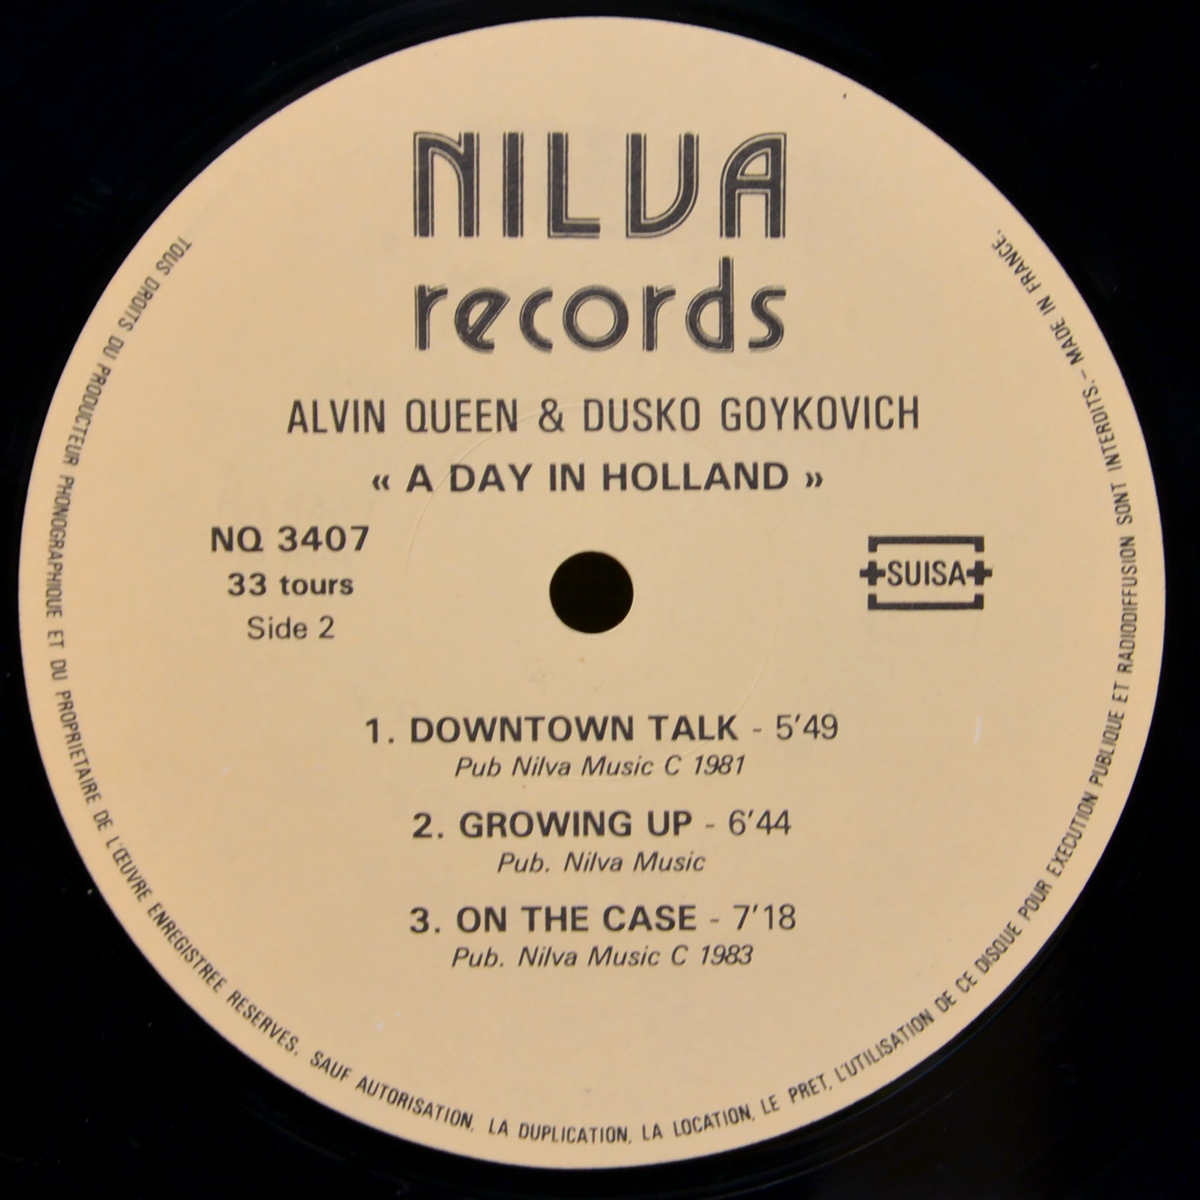 NILVA
records
ALVIN QUEEN & DUSKO GOYKOVICH
« A DAY IN HOLLAND »
NQ 3407
33 tours
Side 2
SUISA
1. DOWNTOWN TALK - 5'49
Pub Nilva Music C 1981
2. GROWING UP - 6'44
Pub. Nilva Music
3. ON THE CASE - 7'18
Pub. Nilva Music C 1983
TOUS DROITS DU PRODUCTEUR PHONOGRAPHIQUE ET DU PROPRIETAIRE DE L'ŒUVRE ENREGISTREE RESERVES. SAUF AUTORISATION, LA DUPLICATION, LA LOCATION, LE PRET, L'UTILISATION DE CE DISQUE POUR EXECUTION PUBLIQUE ET RADIODIFFUSION SONT INTERDITS. - MADE IN FRANCE.